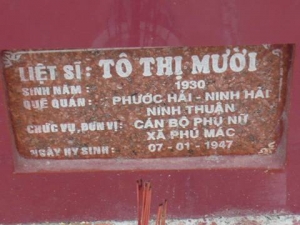 LIỆT SĨ: TÔ THỊ MƯỜI
SINH NĂM: 1930
QUÊ QUÁN: PHƯỚC HẢI - NINH HẢI
NINH THUẬN
CHỨC VỤ, ĐƠN VỊ: CÁN BỘ PHỤ NỮ
XÃ PHÚ MÁC
NGÀY HY SINH: 07-01-1947